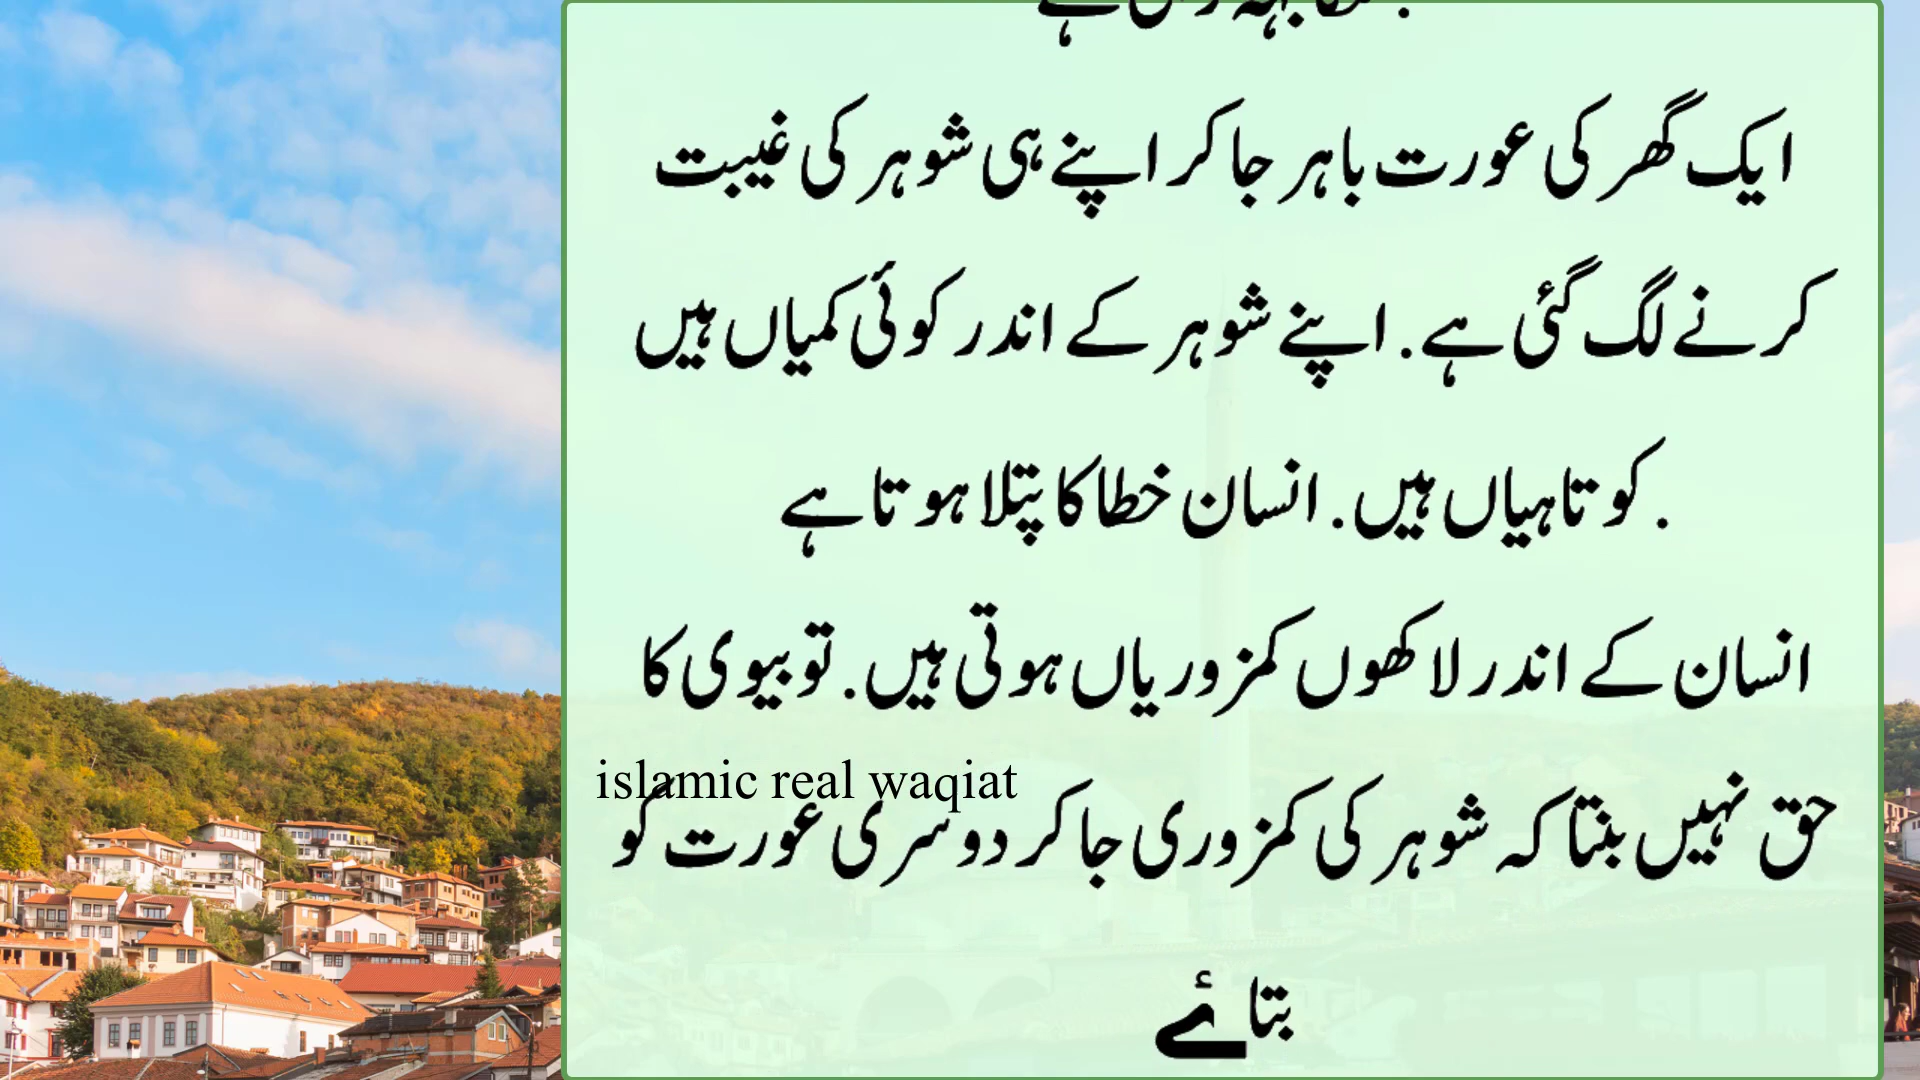 ہے
ایک گھر کی عورت باہر جا کر اپنے ہی شوہر کی غیبت
کرنے لگ گئی ہے. اپنے شوہر کے اندر کوئی کمیاں ہیں
. کوتاہیاں ہیں. انسان خطا کا پتلا ہوتا ہے
انسان کے اندر لاکھوں کمزوریاں ہوتی ہیں. تو بیوی کا
islamic real waqiat
حق نہیں بنتا کہ شوہر کی کمزوری جا کر دوسری عورت کو
بتائے